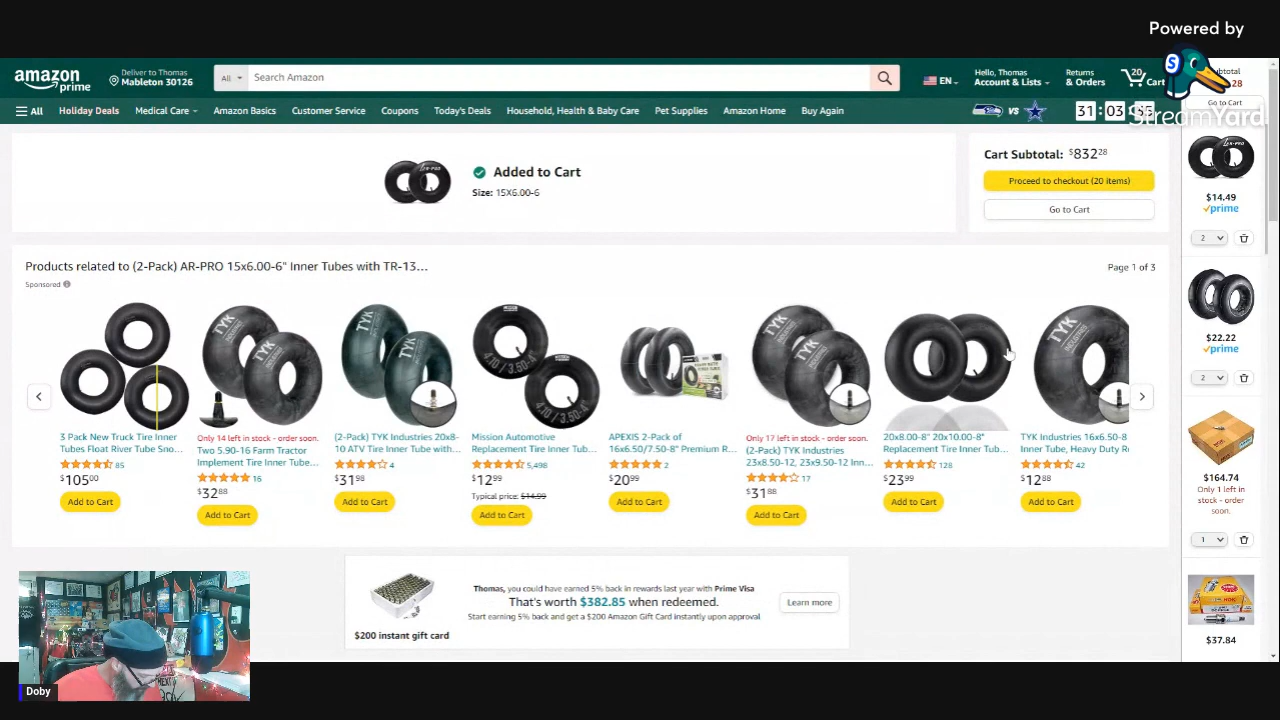 Powered by
StreamYard
amazon prime
Deliver to Thomas
Mableton 30126
All
Search Amazon
EN
Hello, Thomas
Account & Lists
Returns
& Orders
20
Cart
All
Holiday Deals
Medical Care
Amazon Basics
Customer Service
Coupons
Today's Deals
Household, Health & Baby Care
Pet Supplies
Amazon Home
Buy Again
VS
31:03
Go to Cart
Added to Cart
Size: 15X6.00-6
Cart Subtotal: $832 28
Proceed to checkout (20 items)
Go to Cart
Products related to (2-Pack) AR-PRO 15x6.00-6" Inner Tubes with TR-13...
Sponsored
Page 1 of 3
3 Pack New Truck Tire Inner
Tubes Float River Tube Sno...
85
$105 00
Add to Cart
Only 14 left in stock - order soon.
Two 5.90-16 Farm Tractor
Implement Tire Inner Tube...
16
$32 88
Add to Cart
(2-Pack) TYK Industries 20x8-
10 ATV Tire Inner Tube with...
4
$31 98
Add to Cart
Mission Automotive
Replacement Tire Inner Tub...
5,498
$12 99
Typical price: $14.99
Add to Cart
APEXIS 2-Pack of
16x6.50/7.50-8" Premium R...
2
$20 99
Add to Cart
Only 17 left in stock - order soon.
(2-Pack) TYK Industries
23x8.50-12, 23x9.50-12 Inn...
17
$31 88
Add to Cart
20x8.00-8" 20x10.00-8"
Replacement Tire Inner Tub...
128
$23 99
Add to Cart
TYK Industries 16x6.50-8
Inner Tube, Heavy Duty R
42
$12 88
Add to Cart
$14.49
prime
2
$22.22
prime
2
$164.74
Only 1 left
in stock - order
soon.
1
$37.84
Thomas, you could have earned 5% back in rewards last year with Prime Visa
That's worth $382.85 when redeemed.
Start earning 5% back and get a $200 Amazon Gift Card instantly upon approval
$200 instant gift card
Learn more
Doby